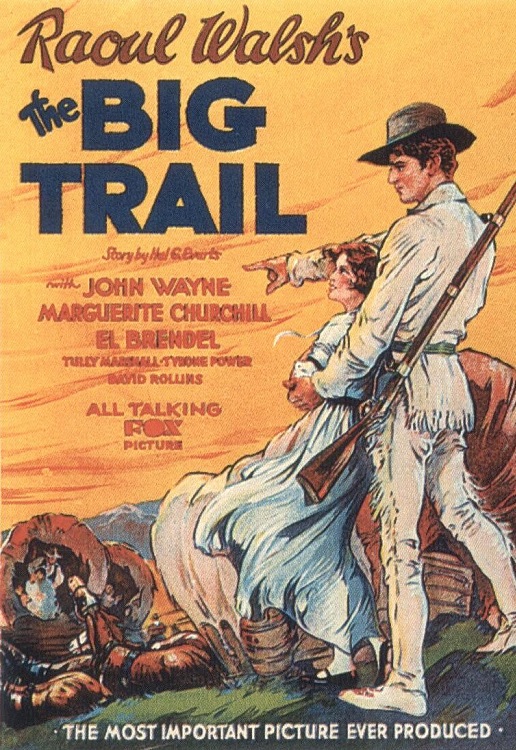 Raoul Walsh's
The BIG
TRAIL
Story by Hal G. Evarts
with JOHN WAYNE
MARGUERITE CHURCHILL
EL BRENDEL
TULLY MARSHALL-TYRONE POWER
DAVID ROLLINS
ALL TALKING
FOX
PICTURE
· THE MOST IMPORTANT PICTURE EVER PRODUCED ·